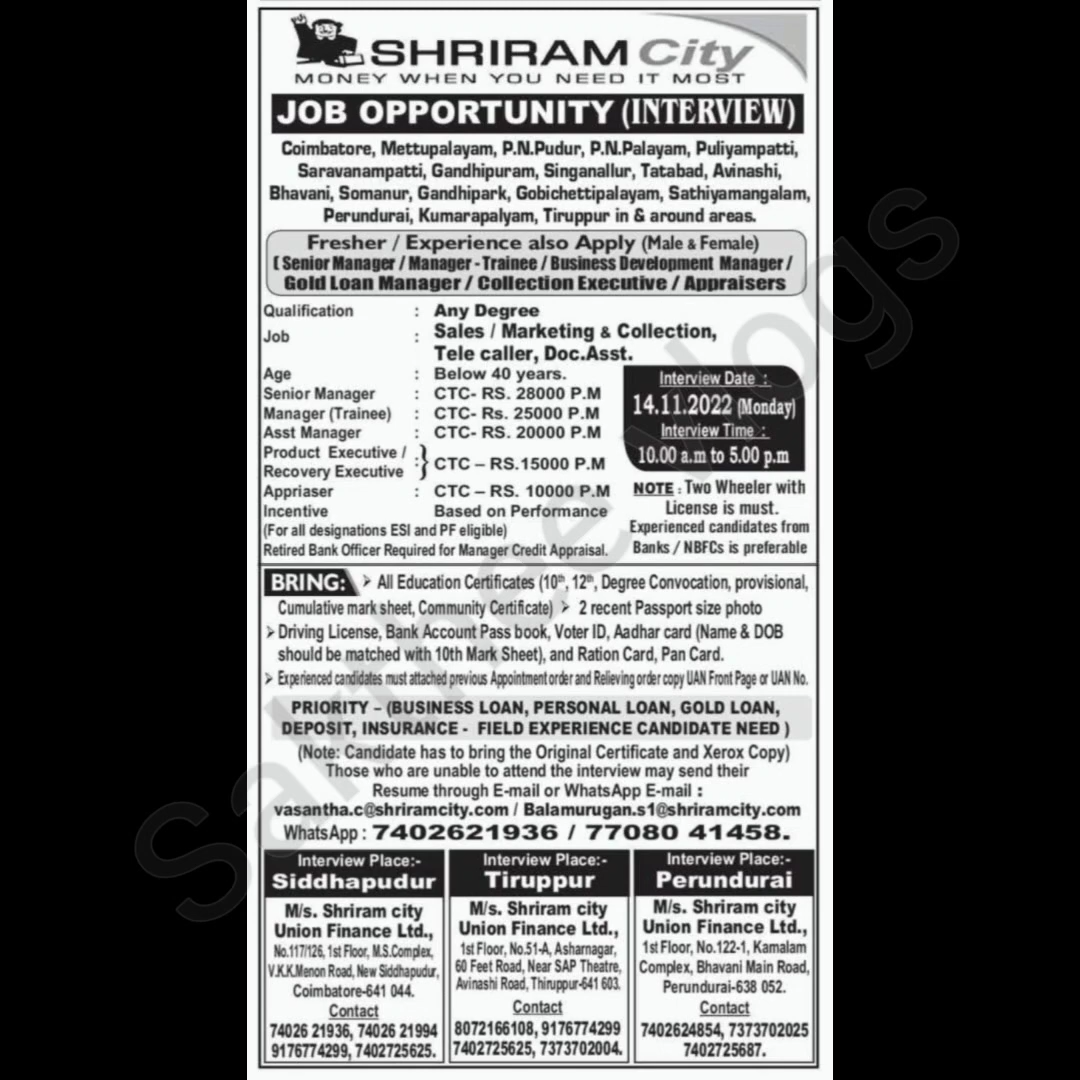 SHRIRAM City
MONEY WHEN YOU NEED IT MOST
JOB OPPORTUNITY (INTERVIEW)
Coimbatore, Mettupalayam, P.N.Pudur, P.N.Palayam, Puliyampatti,
Saravanampatti, Gandhipuram, Singanallur, Tatabad, Avinashi,
Bhavani, Somanur, Gandhipark, Gobichettipalayam, Sathiyamangalam,
Perundurai, Kumarapalyam, Tiruppur in & around areas.
Fresher / Experience also Apply (Male & Female)
( Senior Manager / Manager - Trainee / Business Development Manager /
Gold Loan Manager / Collection Executive / Appraisers
Qualification : Any Degree
Job : Sales / Marketing & Collection,
Tele caller, Doc.Asst.
Age : Below 40 years.
Senior Manager : CTC- RS. 28000 P.M
Manager (Trainee) : CTC- Rs. 25000 P.M
Asst Manager : CTC- RS. 20000 P.M
Product Executive /
Recovery Executive :} CTC – RS.15000 P.M
Appriaser : CTC – RS. 10000 P.M
Incentive Based on Performance
(For all designations ESI and PF eligible)
Retired Bank Officer Required for Manager Credit Appraisal.
Interview Date :
14.11.2022 (Monday)
Interview Time :
10.00 a.m to 5.00 p.m
NOTE : Two Wheeler with
License is must.
Experienced candidates from
Banks / NBFCs is preferable
BRING: ➢ All Education Certificates (10th, 12th, Degree Convocation, provisional,
Cumulative mark sheet, Community Certificate) ➢ 2 recent Passport size photo
➢ Driving License, Bank Account Pass book, Voter ID, Aadhar card (Name & DOB
should be matched with 10th Mark Sheet), and Ration Card, Pan Card.
➢ Experienced candidates must attached previous Appointment order and Relieving order copy UAN Front Page or UAN No.
PRIORITY – (BUSINESS LOAN, PERSONAL LOAN, GOLD LOAN,
DEPOSIT, INSURANCE - FIELD EXPERIENCE CANDIDATE NEED )
(Note: Candidate has to bring the Original Certificate and Xerox Copy)
Those who are unable to attend the interview may send their
Resume through E-mail or WhatsApp E-mail :
vasantha.c@shriramcity.com / Balamurugan.s1@shriramcity.com
WhatsApp : 7402621936 / 77080 41458.
Interview Place:-
Siddhapudur
M/s. Shriram city
Union Finance Ltd.,
No.117/126, 1st Floor, M.S.Complex,
V.K.K.Menon Road, New Siddhapudur,
Coimbatore-641 044.
Contact
74026 21936, 74026 21994
9176774299, 7402725625.
Interview Place:-
Tiruppur
M/s. Shriram city
Union Finance Ltd.,
1st Floor, No.51-A, Asharnagar,
60 Feet Road, Near SAP Theatre,
Avinashi Road, Thiruppur-641 603.
Contact
8072166108, 9176774299
7402725625, 7373702004.
Interview Place:-
Perundurai
M/s. Shriram city
Union Finance Ltd.,
1st Floor, No.122-1, Kamalam
Complex, Bhavani Main Road,
Perundurai-638 052.
Contact
7402624854, 7373702025
7402725687.
Sakthee Vlogs